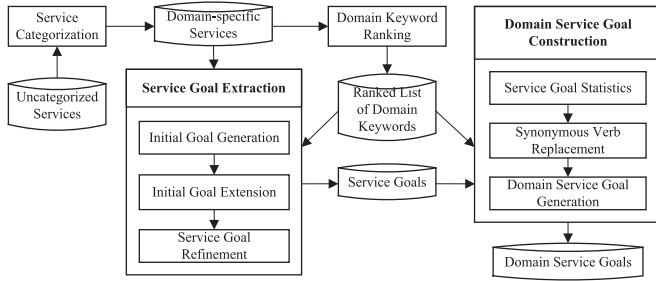 Service
Categorization
Domain-specific
Services
Domain Keyword
Ranking
Domain Service Goal
Construction
Uncategorized
Services
Service Goal Extraction
Ranked List
of Domain
Keywords
Service Goal Statistics
Initial Goal Generation
Synonymous Verb
Replacement
Initial Goal Extension
Service Goals
Domain Service Goal
Generation
Service Goal
Refinement
Domain Service Goals